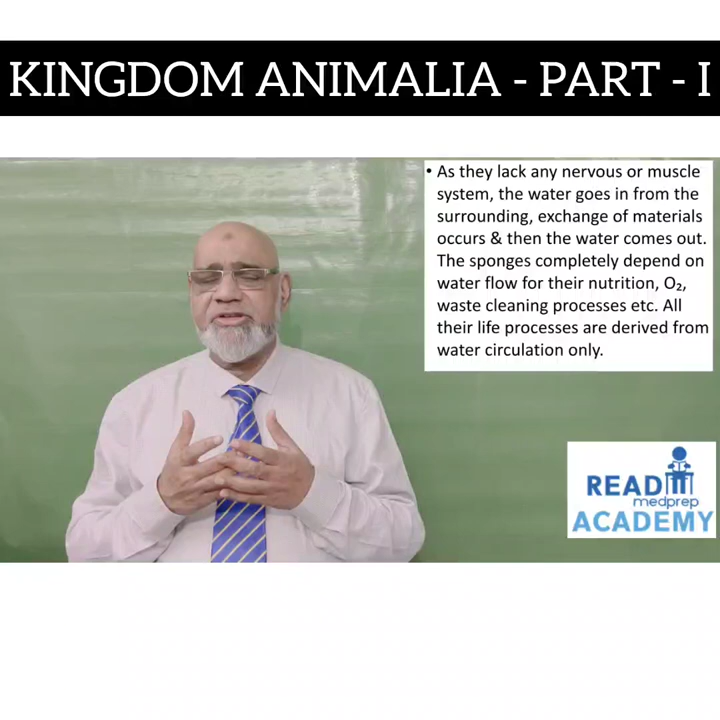 KINGDOM ANIMALIA - PART - I
• As they lack any nervous or muscle
system, the water goes in from the
surrounding, exchange of materials
occurs & then the water comes out.
The sponges completely depend on
water flow for their nutrition, O₂,
waste cleaning processes etc. All
their life processes are derived from
water circulation only.
READ
medprep
ACADEMY